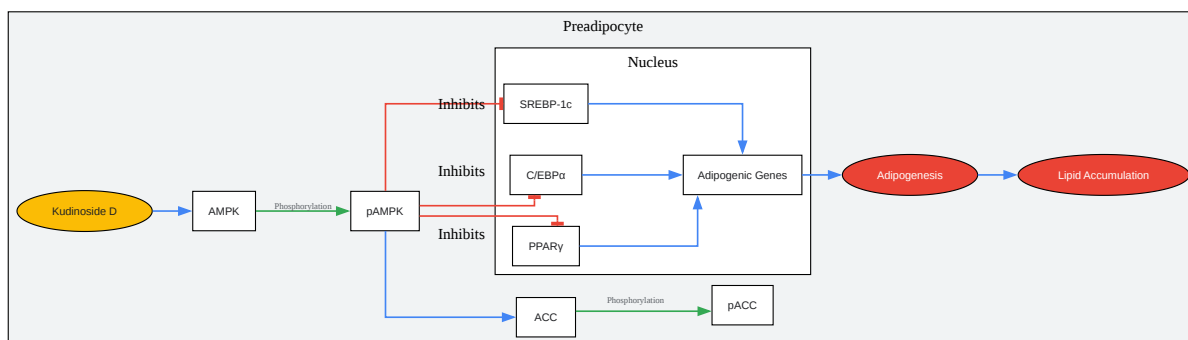 Preadipocyte
Nucleus
Inhibits
SREBP-1c
Inhibits
C/EBPα
Adipogenic Genes
Adipogenesis
Lipid Accumulation
Kudinoside D
AMPK
Phosphorylation
pAMPK
Inhibits
PPARγ
ACC
Phosphorylation
pACC